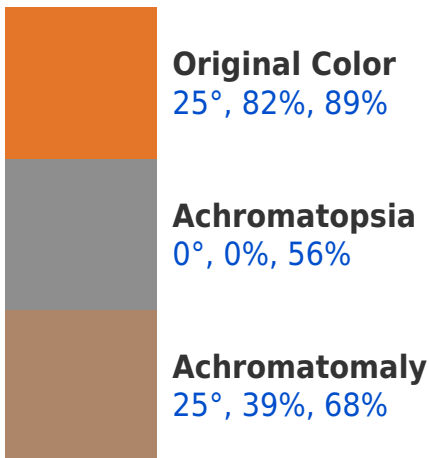 Original Color
25°, 82%, 89%
Achromatopsia
0°, 0%, 56%
Achromatomaly
25°, 39%, 68%